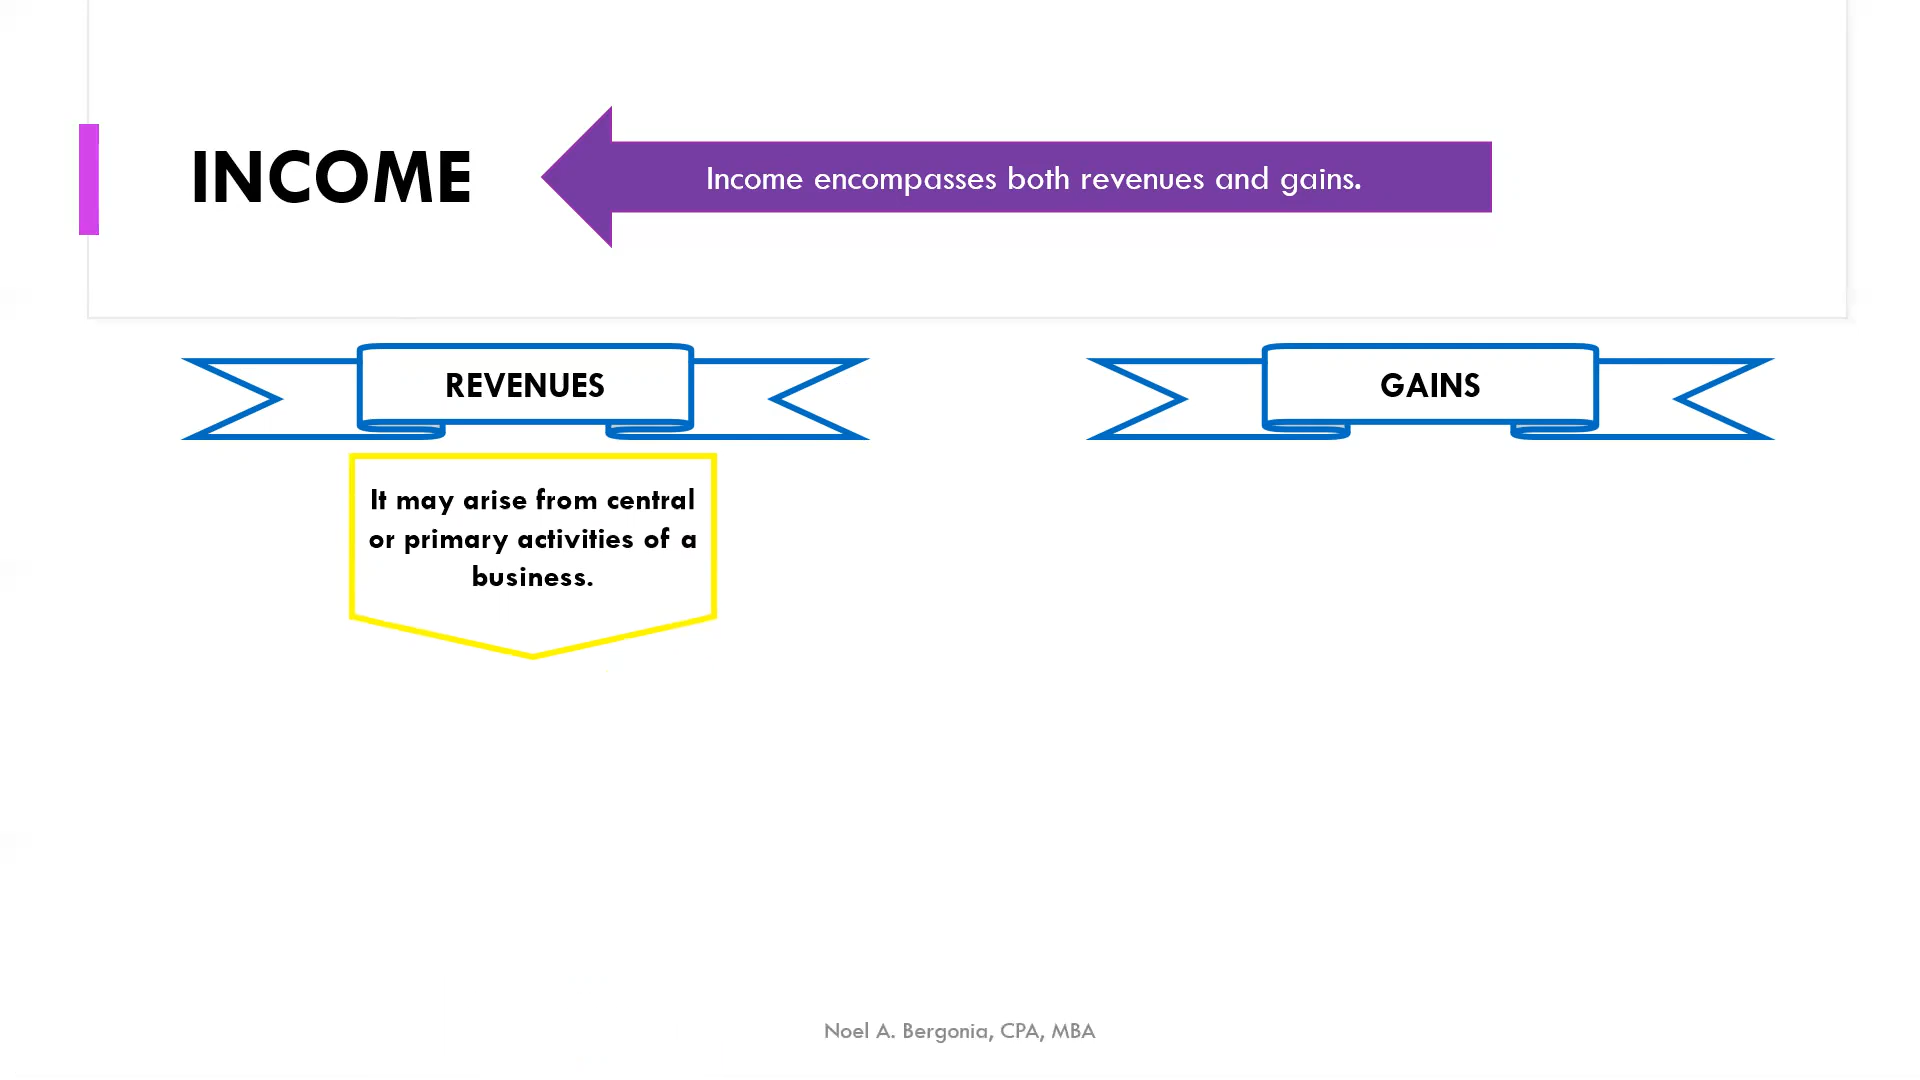 INCOME
Income encompasses both revenues and gains.
REVENUES
GAINS
It may arise from central
or primary activities of a
business.
Noel A. Bergonia, CPA, MBA